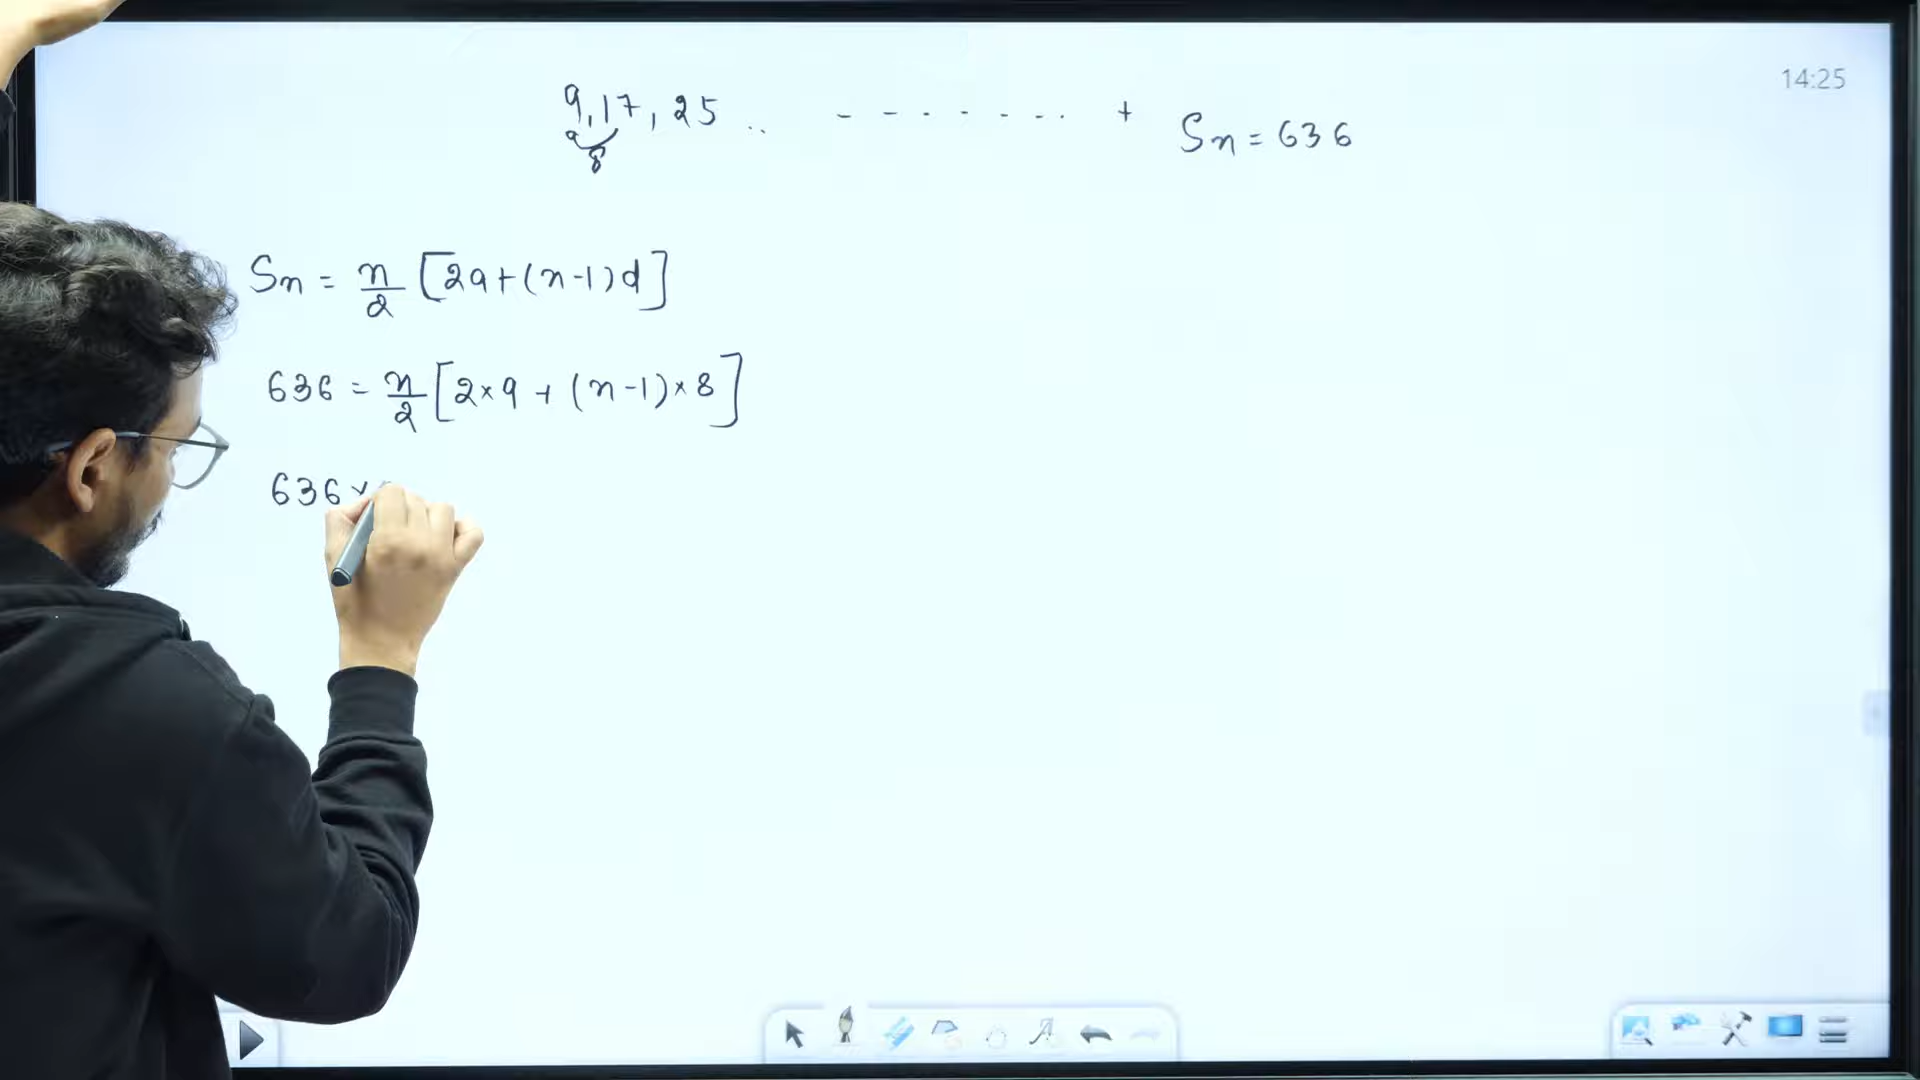 14:25
9, 17, 25 .. - - - - - . . +
a
8
Sn = 636
Sn = n/2 [2a+(n-1)d]
636 = n/2 [2×9 + (n-1)×8]
636×